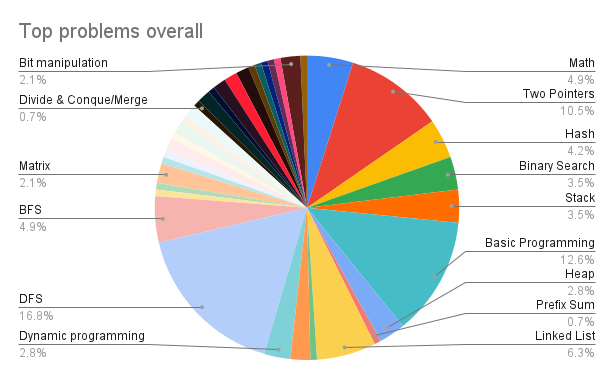 Top problems overall
Bit manipulation
2.1%
Divide & Conque/Merge
0.7%
Matrix
2.1%
BFS
4.9%
DFS
16.8%
Dynamic programming
2.8%
Math
4.9%
Two Pointers
10.5%
Hash
4.2%
Binary Search
3.5%
Stack
3.5%
Basic Programming
12.6%
Heap
2.8%
Prefix Sum
0.7%
Linked List
6.3%